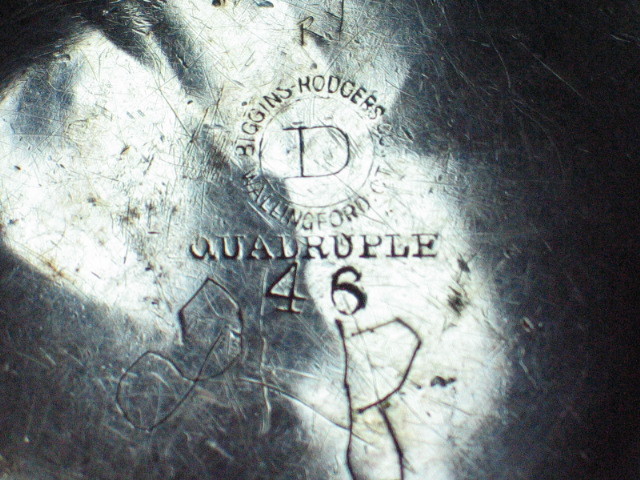 BIGGINS-RODGERS Co
D
WALLINGFORD, CT.
QUADRUPLE
46